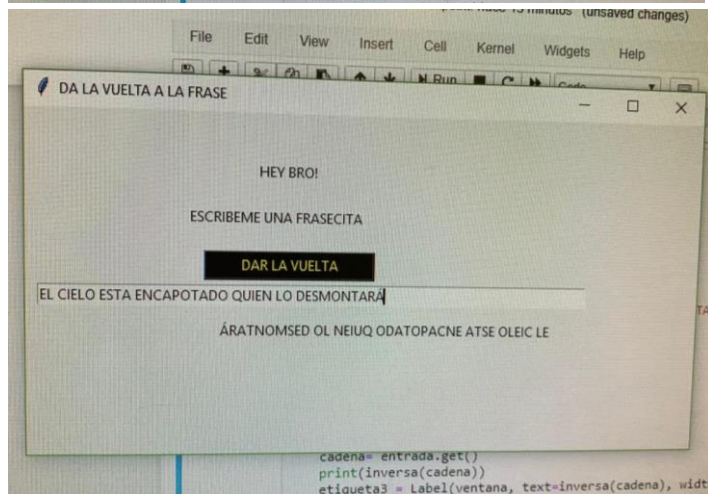 (unsaved changes)
File Edit View Insert Cell Kernel Widgets Help
Run
DA LA VUELTA A LA FRASE
HEY BRO!
ESCRIBEME UNA FRASECITA
DAR LA VUELTA
EL CIELO ESTA ENCAPOTADO QUIEN LO DESMONTARÁ
ÁRATNOMSED OL NEIUQ ODATOPACNE ATSE OLEIC LE
cadena= entrada.get()
print(inversa(cadena))
etiqueta3 = Label(ventana, text=inversa(cadena),